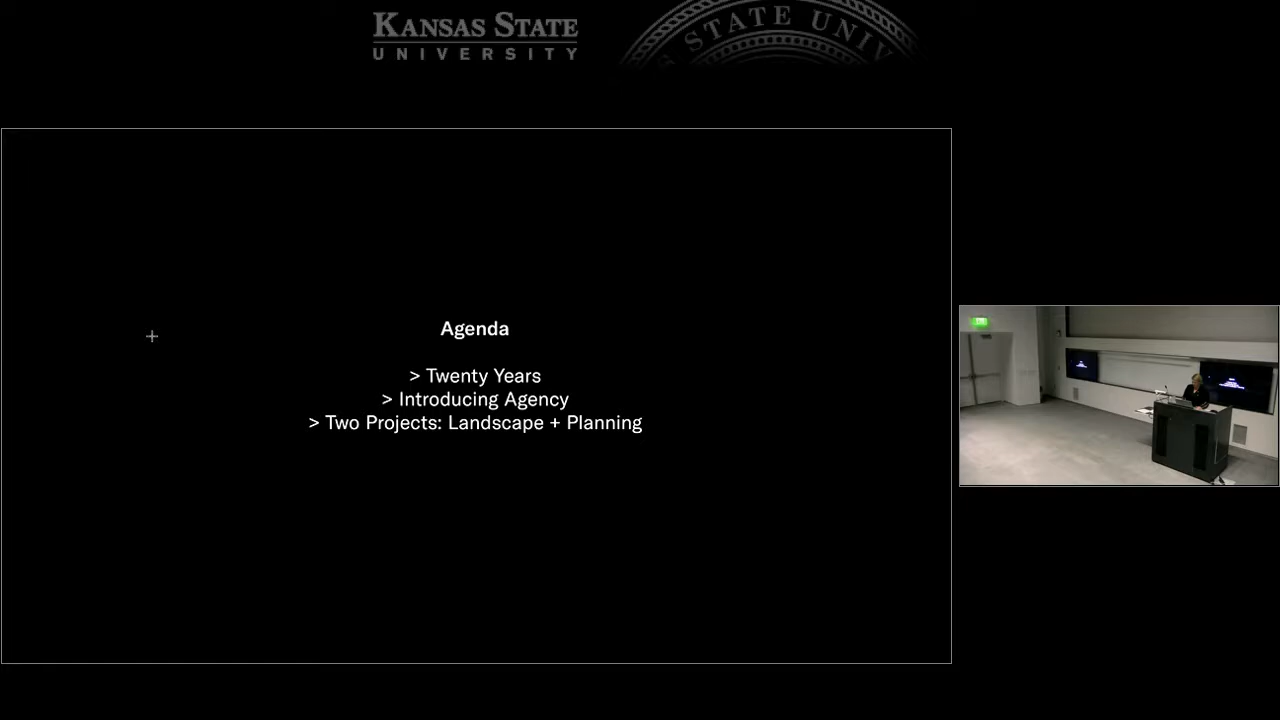 KANSAS STATE
UNIVERSITY
STATE UNIV
Agenda
> Twenty Years
> Introducing Agency
> Two Projects: Landscape + Planning